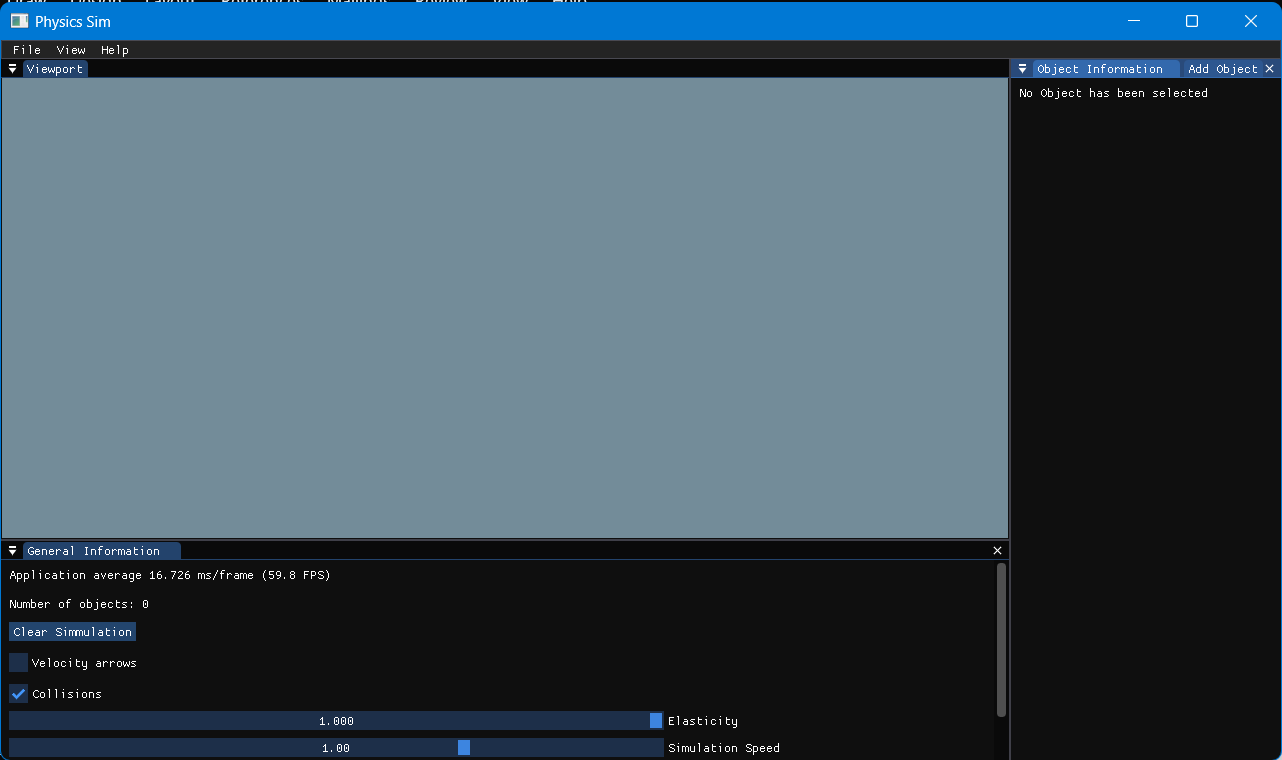 Physics Sim
File View Help
Viewport
Object Information Add Object
No Object has been selected
General Information
Application average 16.726 ms/frame (59.8 FPS)
Number of objects: 0
Clear Simmulation
Velocity arrows
Collisions
1.000 Elasticity
1.00 Simulation Speed